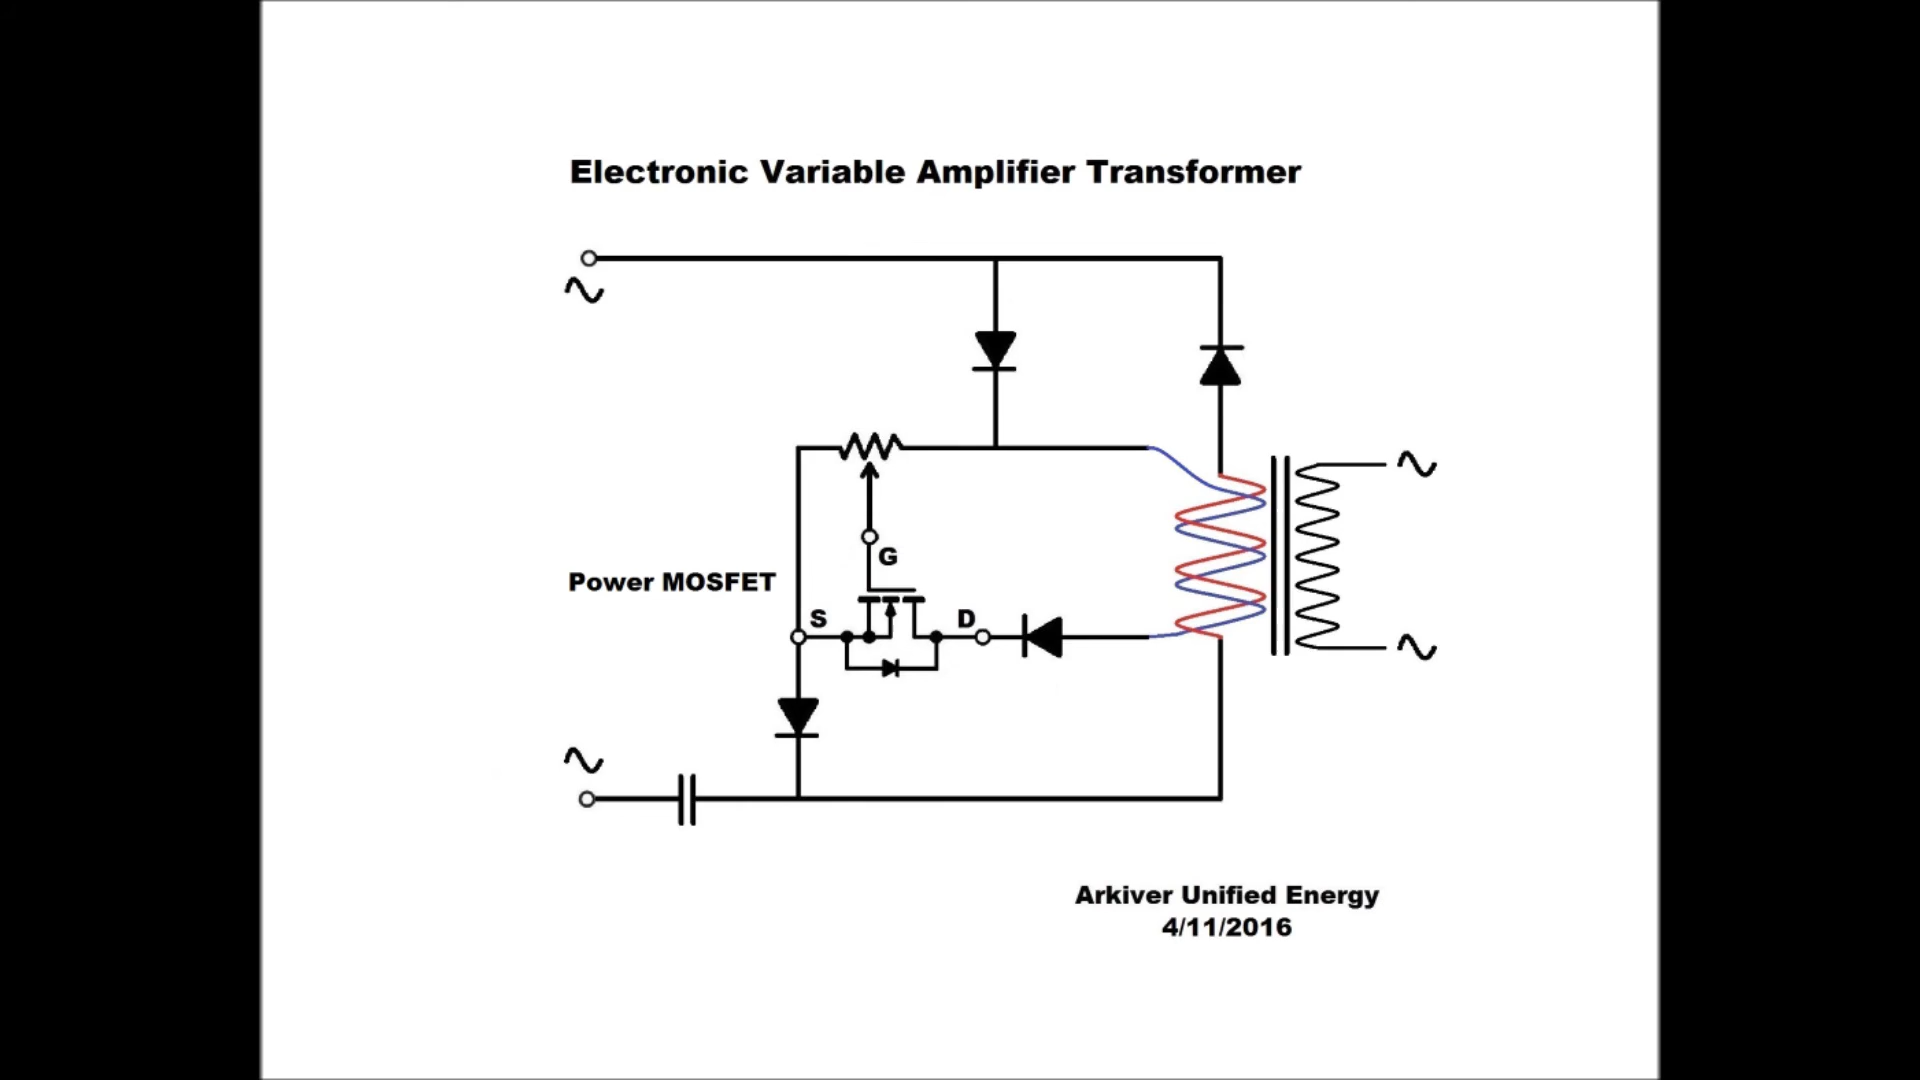 Electronic Variable Amplifier Transformer
G
Power MOSFET
S
D
Arkiver Unified Energy
4/11/2016